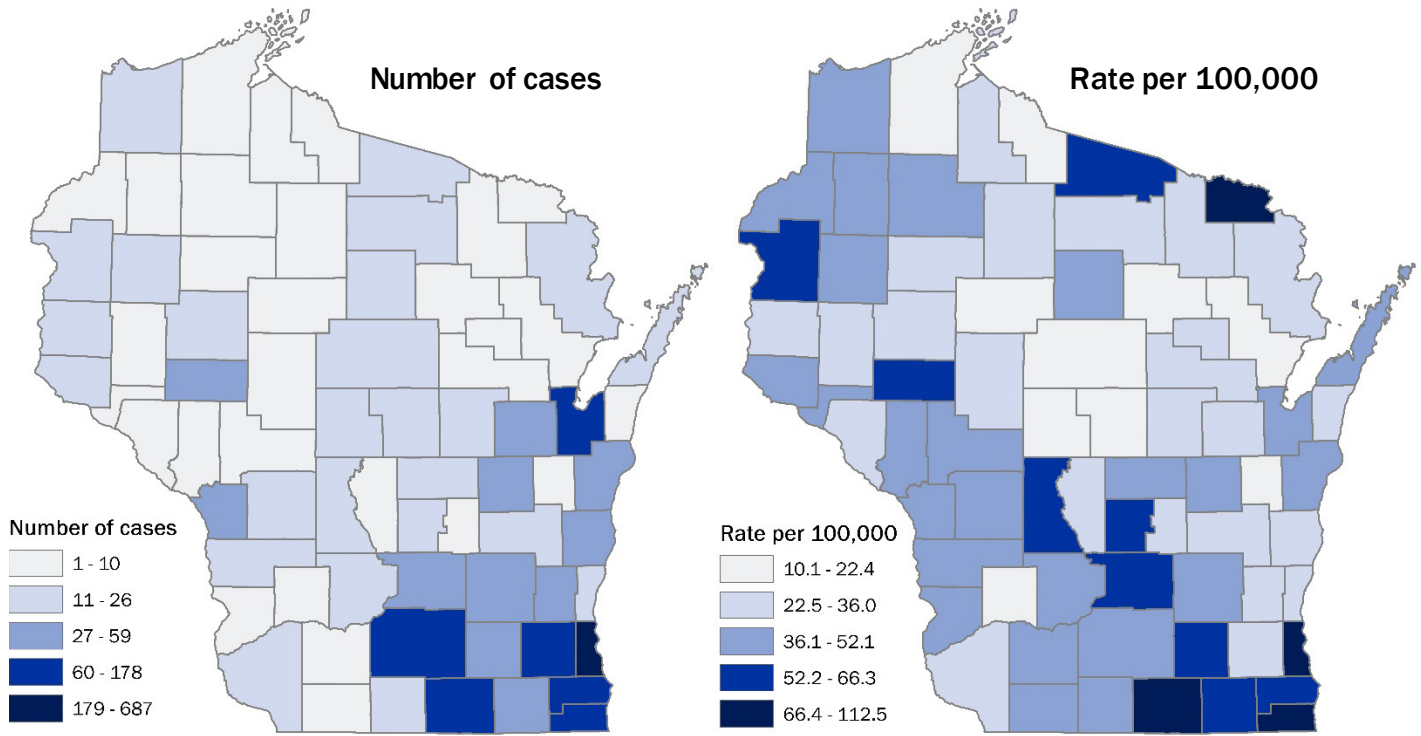 Number of cases
Rate per 100,000
Number of cases
1 - 10
11 - 26
27 - 59
60 - 178
179 - 687
Rate per 100,000
10.1 - 22.4
22.5 - 36.0
36.1 - 52.1
52.2 - 66.3
66.4 - 112.5